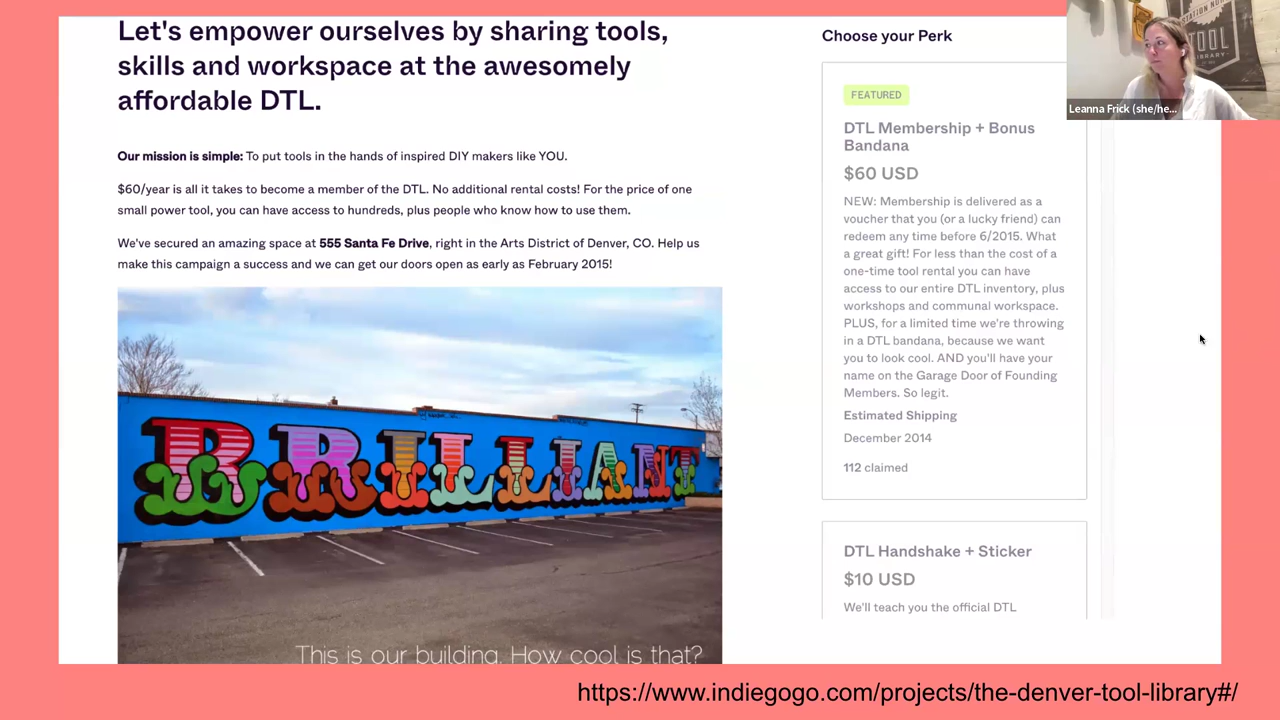 Let's empower ourselves by sharing tools,
skills and workspace at the awesomely
affordable DTL.
Our mission is simple: To put tools in the hands of inspired DIY makers like YOU.
$60/year is all it takes to become a member of the DTL. No additional rental costs! For the price of one
small power tool, you can have access to hundreds, plus people who know how to use them.
We've secured an amazing space at 555 Santa Fe Drive, right in the Arts District of Denver, CO. Help us
make this campaign a success and we can get our doors open as early as February 2015!
BRILLIANT
This is our building. How cool is that?
Choose your Perk
FEATURED
DTL Membership + Bonus
Bandana
$60 USD
NEW: Membership is delivered as a
voucher that you (or a lucky friend) can
redeem any time before 6/2015. What
a great gift! For less than the cost of a
one-time tool rental you can have
access to our entire DTL inventory, plus
workshops and communal workspace.
PLUS, for a limited time we're throwing
in a DTL bandana, because we want
you to look cool. AND you'll have your
name on the Garage Door of Founding
Members. So legit.
Estimated Shipping
December 2014
112 claimed
DTL Handshake + Sticker
$10 USD
We'll teach you the official DTL
TOOL
LIBRARY
Leanna Frick (she/he...
https://www.indiegogo.com/projects/the-denver-tool-library#/